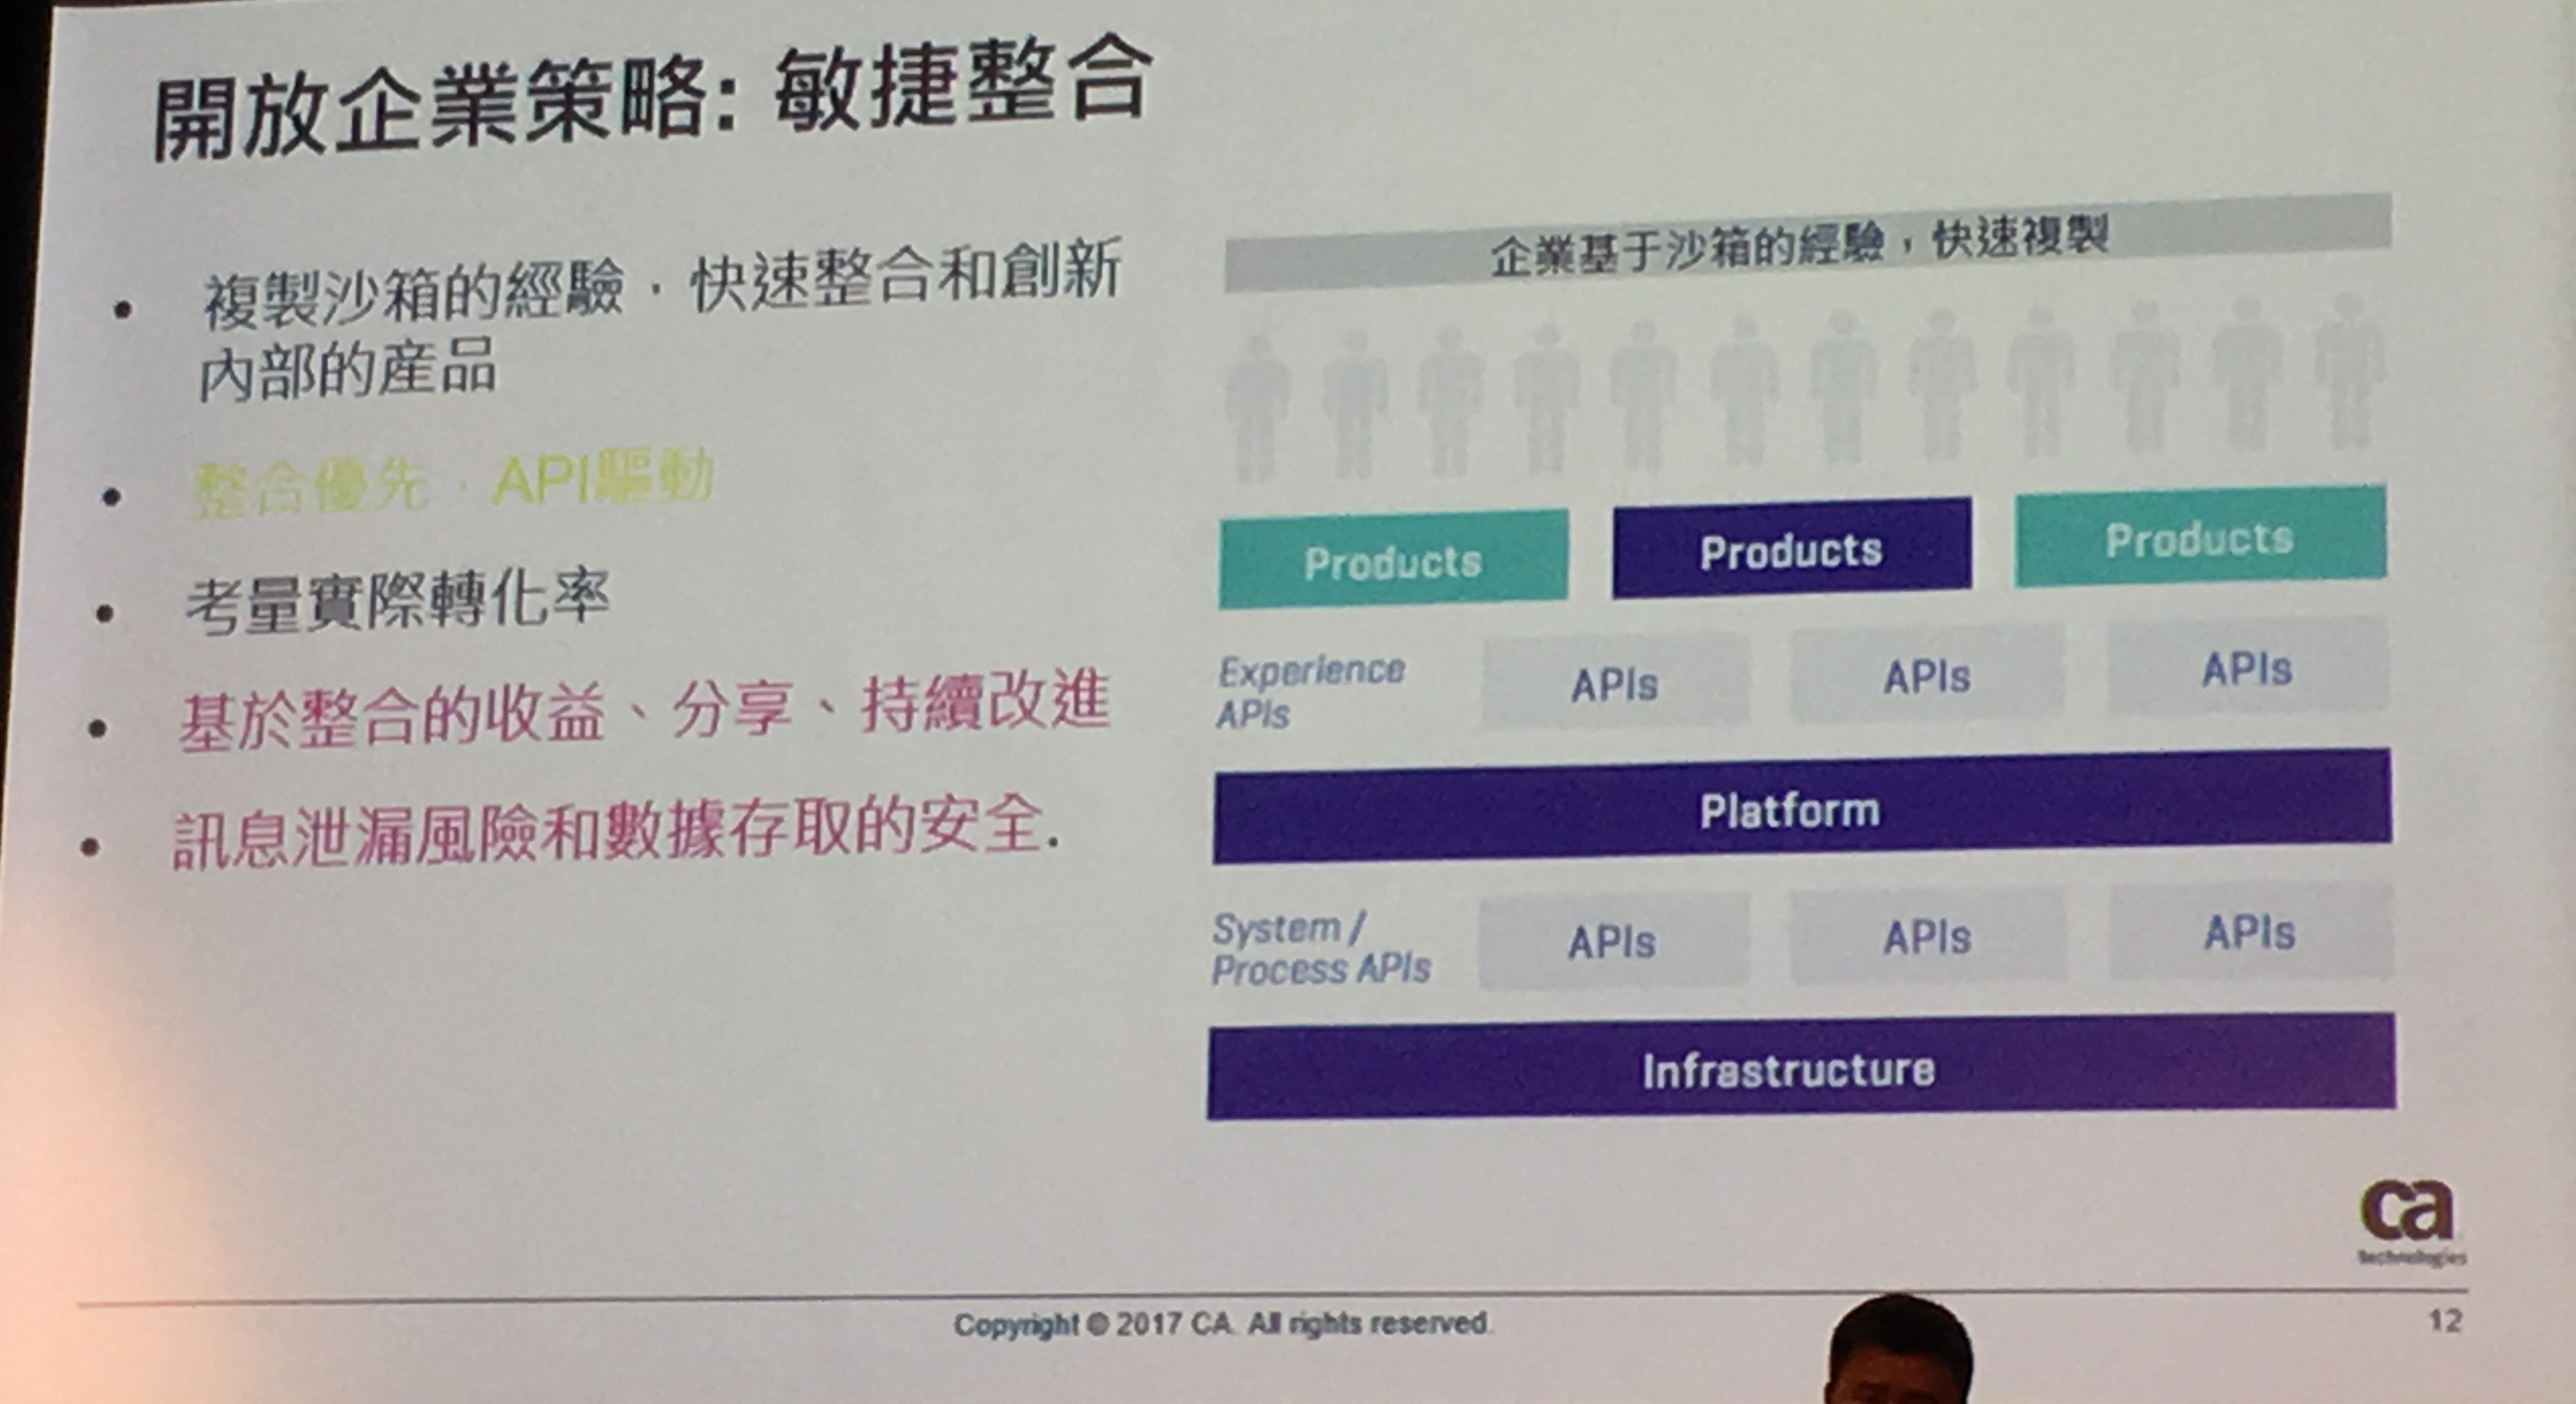 開放企業策略: 敏捷整合
• 複製沙箱的經驗，快速整合和創新
內部的產品
• 整合優先，API驅動
• 考量實際轉化率
• 基於整合的收益、分享、持續改進
• 訊息泄漏風險和數據存取的安全.
企業基于沙箱的經驗，快速複製
Products Products Products
Experience
APIs
APIs APIs APIs
Platform
System /
Process APIs
APIs APIs APIs
Infrastructure
ca
technologies
Copyright © 2017 CA. All rights reserved.
12